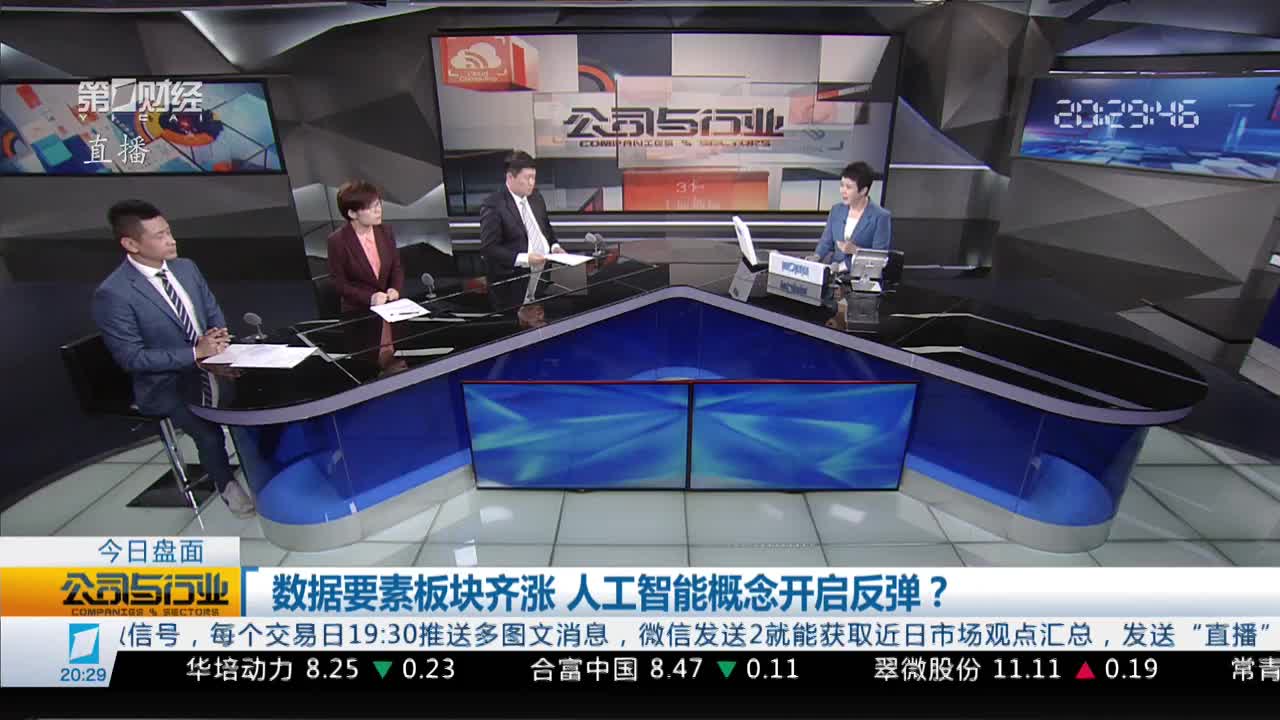 第一财经
YICAI
直播
Cloud
Computing
公司与行业
COMPANIES & SECTORS
20:29:46
今日盘面
公司与行业
COMPANIES & SECTORS
数据要素板块齐涨 人工智能概念开启反弹？
信号，每个交易日19:30推送多图文消息，微信发送2就能获取近日市场观点汇总，发送“直播”
20:29
华培动力 8.25 ▼ 0.23 合富中国 8.47 ▼ 0.11 翠微股份 11.11 ▲ 0.19 常青